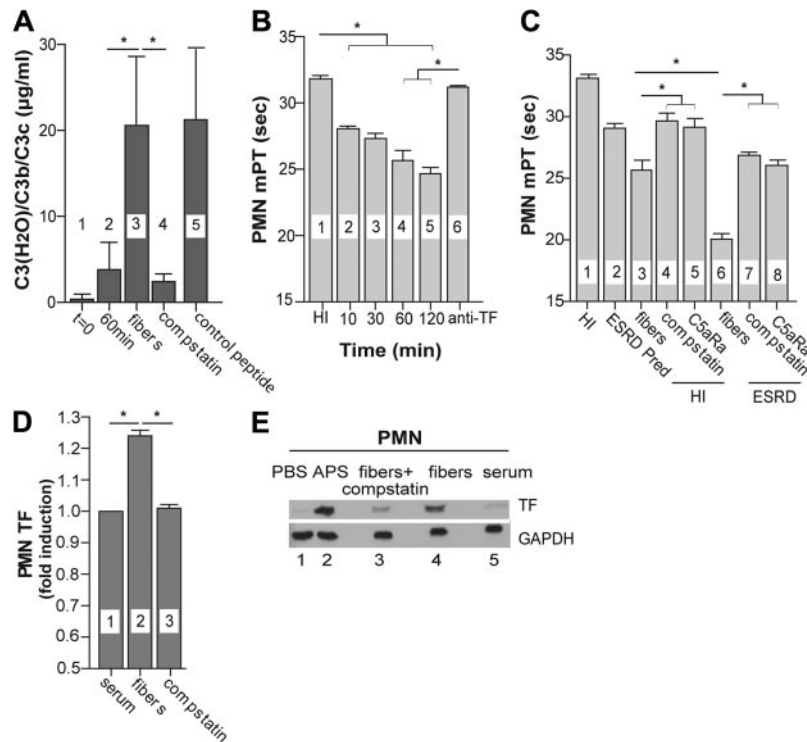 A
C3(H2O)/C3b/C3c (µg/ml)
30
20
10
0
* *
1 2 3 4 5
t=0
60min
fibers
compstatin
control peptide
B
PMN mPT (sec)
35
30
25
20
15
*
*
1 2 3 4 5 6
HI 10 30 60 120 anti-TF
Time (min)
C
PMN mPT (sec)
35
30
25
20
15
*
* *
1 2 3 4 5 6 7 8
HI
ESRD Pred
fibers
compstatin
C5aRa
fibers
compstatin
C5aRa
HI ESRD
D
PMN TF
(fold induction)
1.3
1.2
1.1
1.0
0.9
0.8
0.7
0.6
0.5
* *
1 2 3
serum
fibers
compstatin
E
PMN
PBS APS fibers+ fibers serum
compstatin
TF
GAPDH
1 2 3 4 5